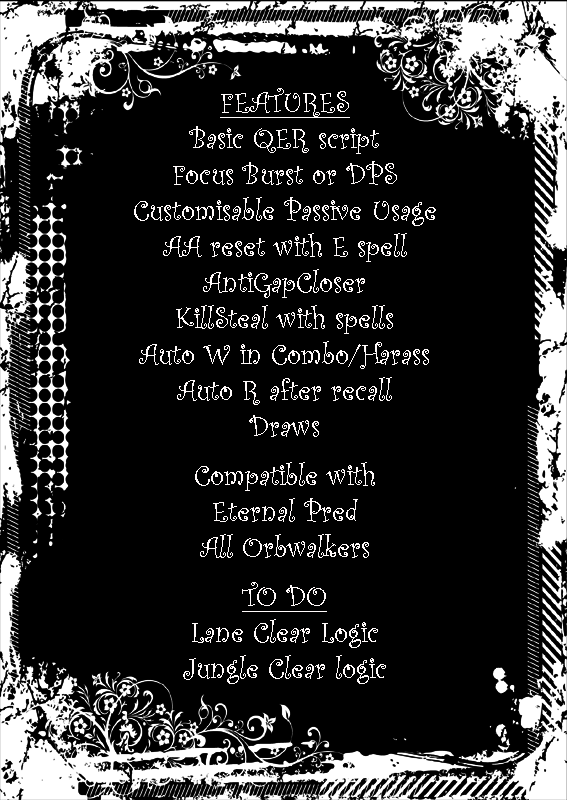 FEATURES
Basic QER script
Focus Burst or DPS
Customisable Passive Usage
AA reset with E spell
AntiGapCloser
KillSteal with spells
Auto W in Combo/Harass
Auto R after recall
Draws
Compatible with
Eternal Pred
All Orbwalkers
TO DO
Lane Clear Logic
Jungle Clear logic